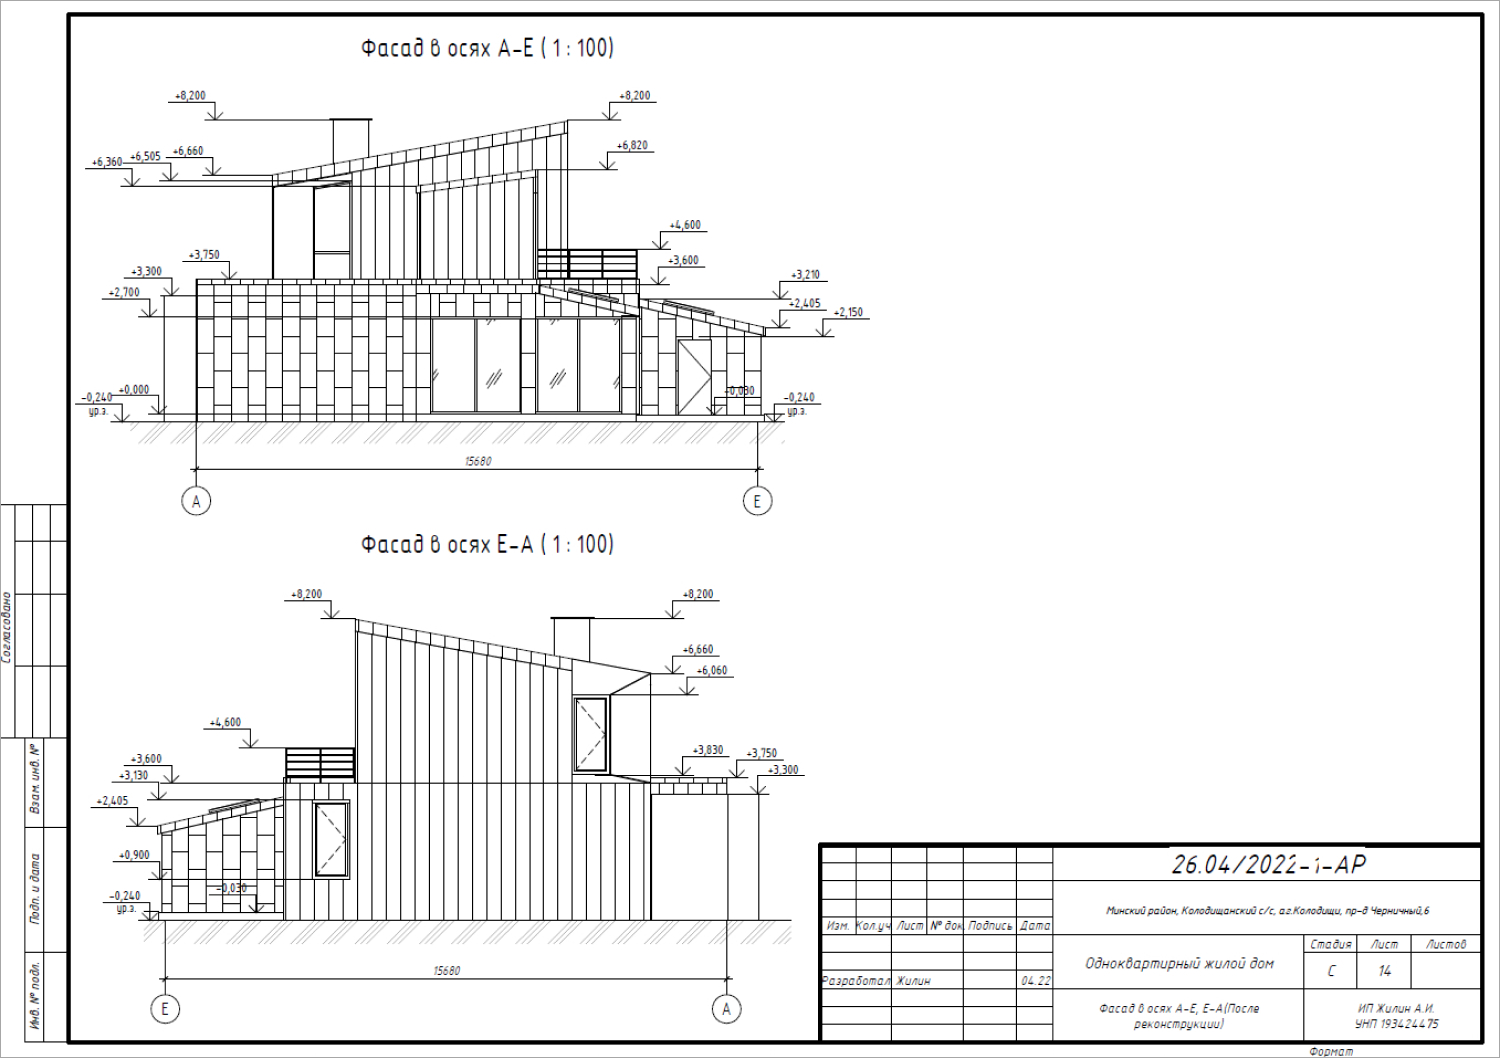 Фасад в осях А-Е ( 1 : 100)
+8,200
+8,200
+6,820
+6,660
+6,505
+6,360
+4,600
+3,750
+3,600
+3,300
+3,210
+2,700
+2,405
+2,150
+0,000
-0,030
-0,240
ур.з.
-0,240
ур.з.
15680
А
Е
Фасад в осях Е-А ( 1 : 100)
+8,200
+8,200
+6,660
+6,060
+4,600
+3,830
+3,750
+3,600
+3,300
+3,130
+2,405
+0,900
-0,030
-0,240
ур.з.
15680
Е
А
Согласовано
Взам. инв. №
Подп. и дата
Инв. № подл.
26.04/2022-1-АР
Минский район, Колодищанский с/с, а.г.Колодищи, пр-д Черничный,6
Изм. Кол.уч Лист № док. Подпись Дата
Одноквартирный жилой дом
Стадия Лист Листов
С 14
Разработал Жилин 04.22
Фасад в осях А-Е, Е-А(После
реконструкции)
ИП Жилин А.И.
УНП 193424475
Формат